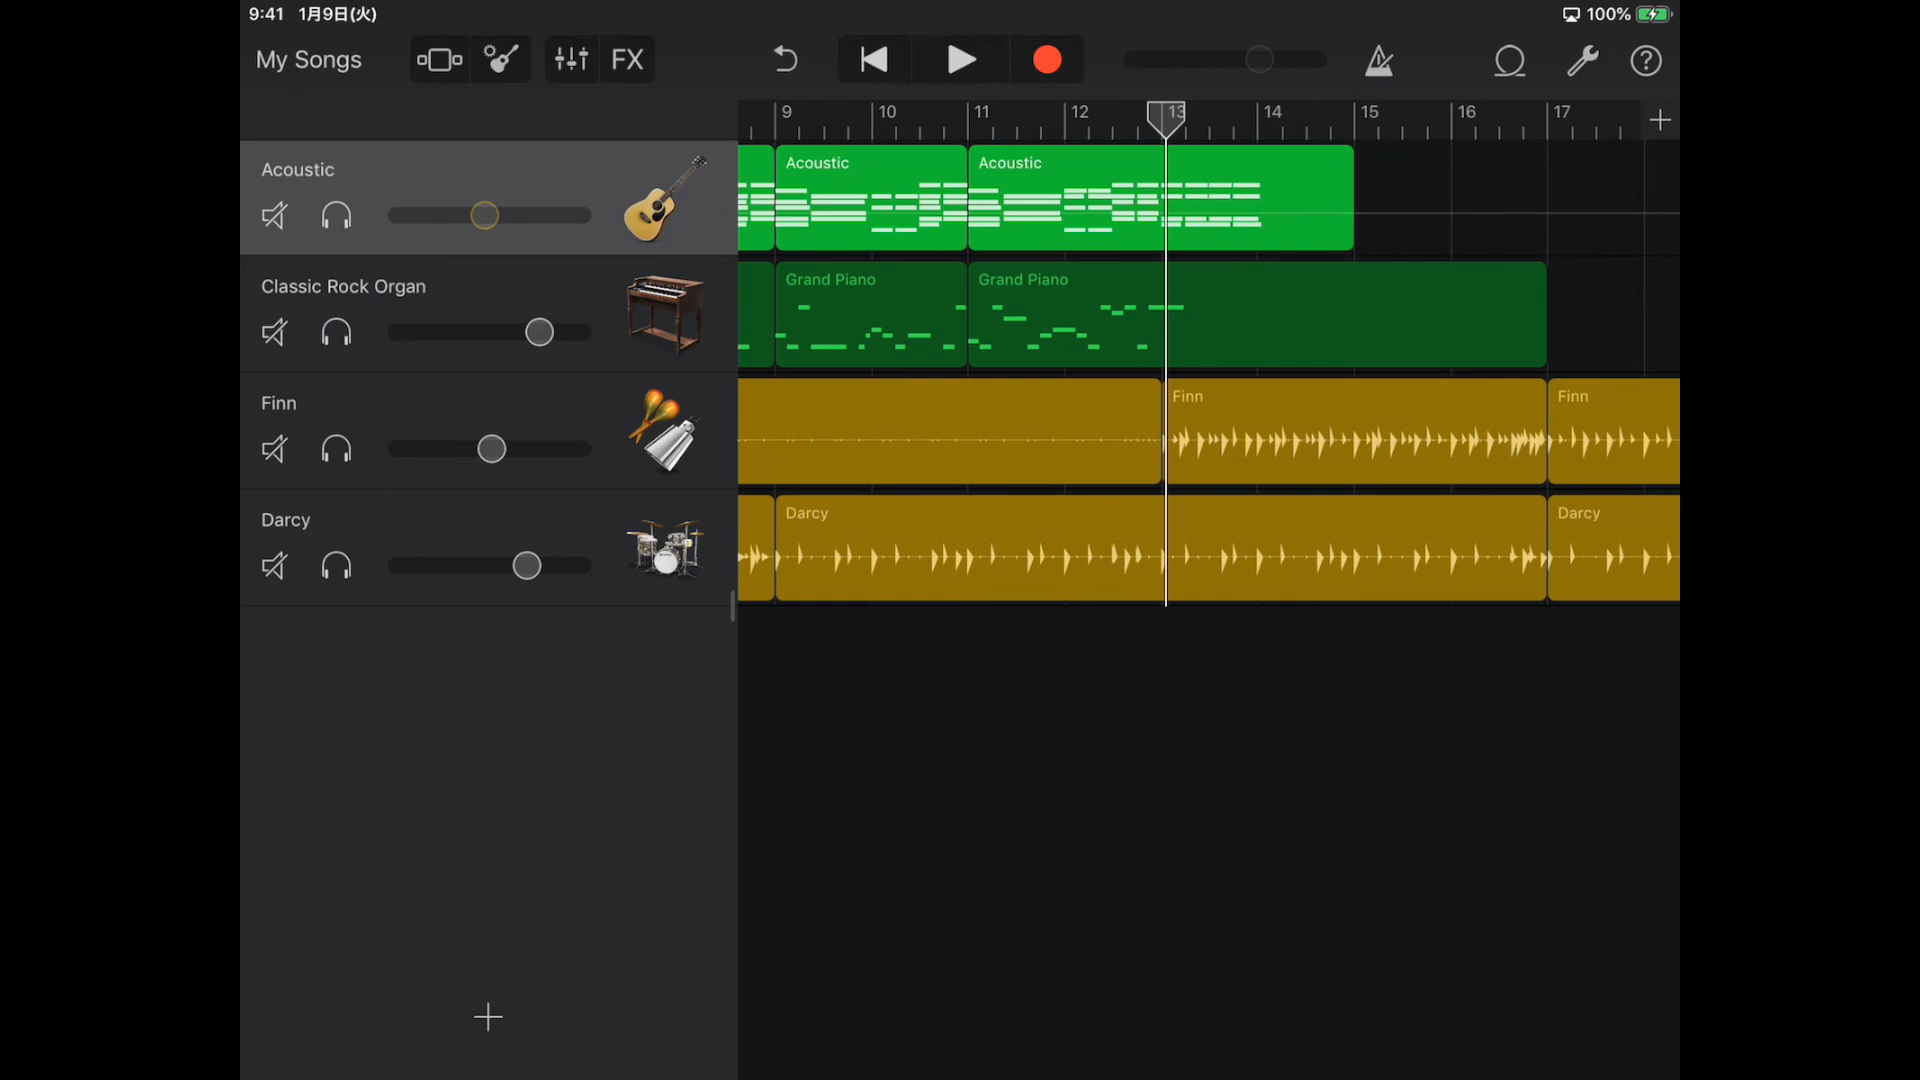 9:41 1月9日(火)
100%
My Songs
FX
9 10 11 12 13 14 15 16 17
Acoustic
Acoustic
Acoustic
Classic Rock Organ
Grand Piano
Grand Piano
Finn
Finn
Finn
Darcy
Darcy
Darcy